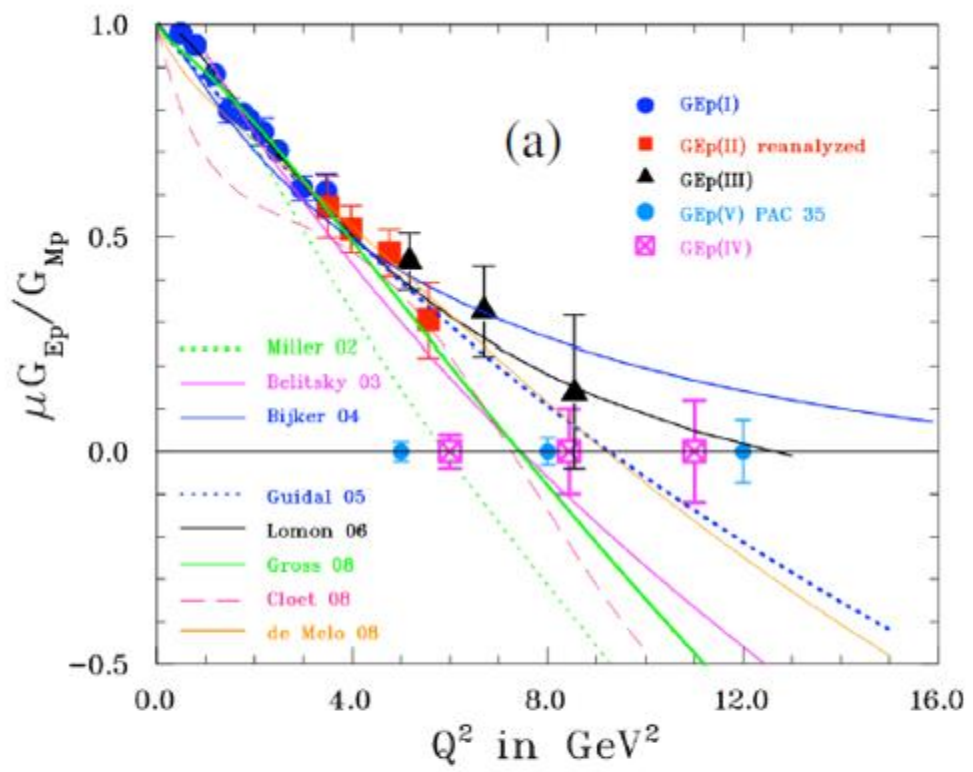 1.0
0.5
0.0
−0.5
μG_Ep/G_Mp
(a)
GEp(I)
GEp(II) reanalyzed
GEp(III)
GEp(V) PAC 35
GEp(IV)
Miller 02
Belitsky 03
Bijker 04
Guidal 05
Lomon 06
Gross 08
Cloet 08
de Melo 08
0.0 4.0 8.0 12.0 16.0
Q² in GeV²